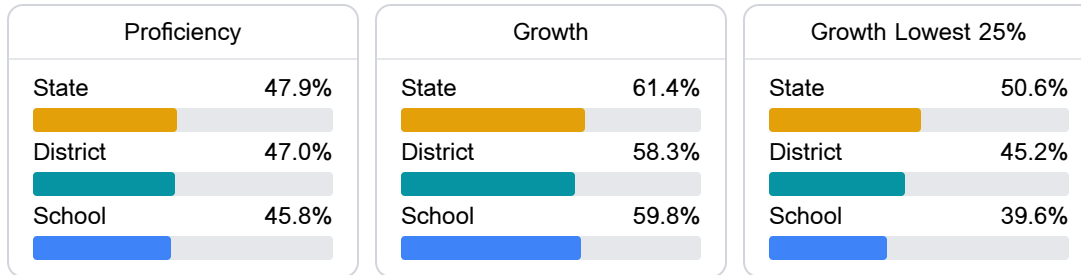 Proficiency
State 47.9%
District 47.0%
School 45.8%
Growth
State 61.4%
District 58.3%
School 59.8%
Growth Lowest 25%
State 50.6%
District 45.2%
School 39.6%